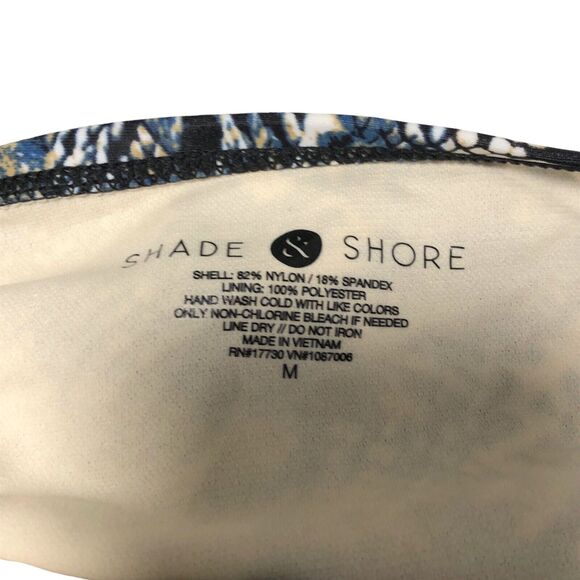 SHADE & SHORE
SHELL: 82% NYLON / 18% SPANDEX
LINING: 100% POLYESTER
HAND WASH COLD WITH LIKE COLORS
ONLY NON-CHLORINE BLEACH IF NEEDED
LINE DRY // DO NOT IRON
MADE IN VIETNAM
RN#17730 VN#1087006
M